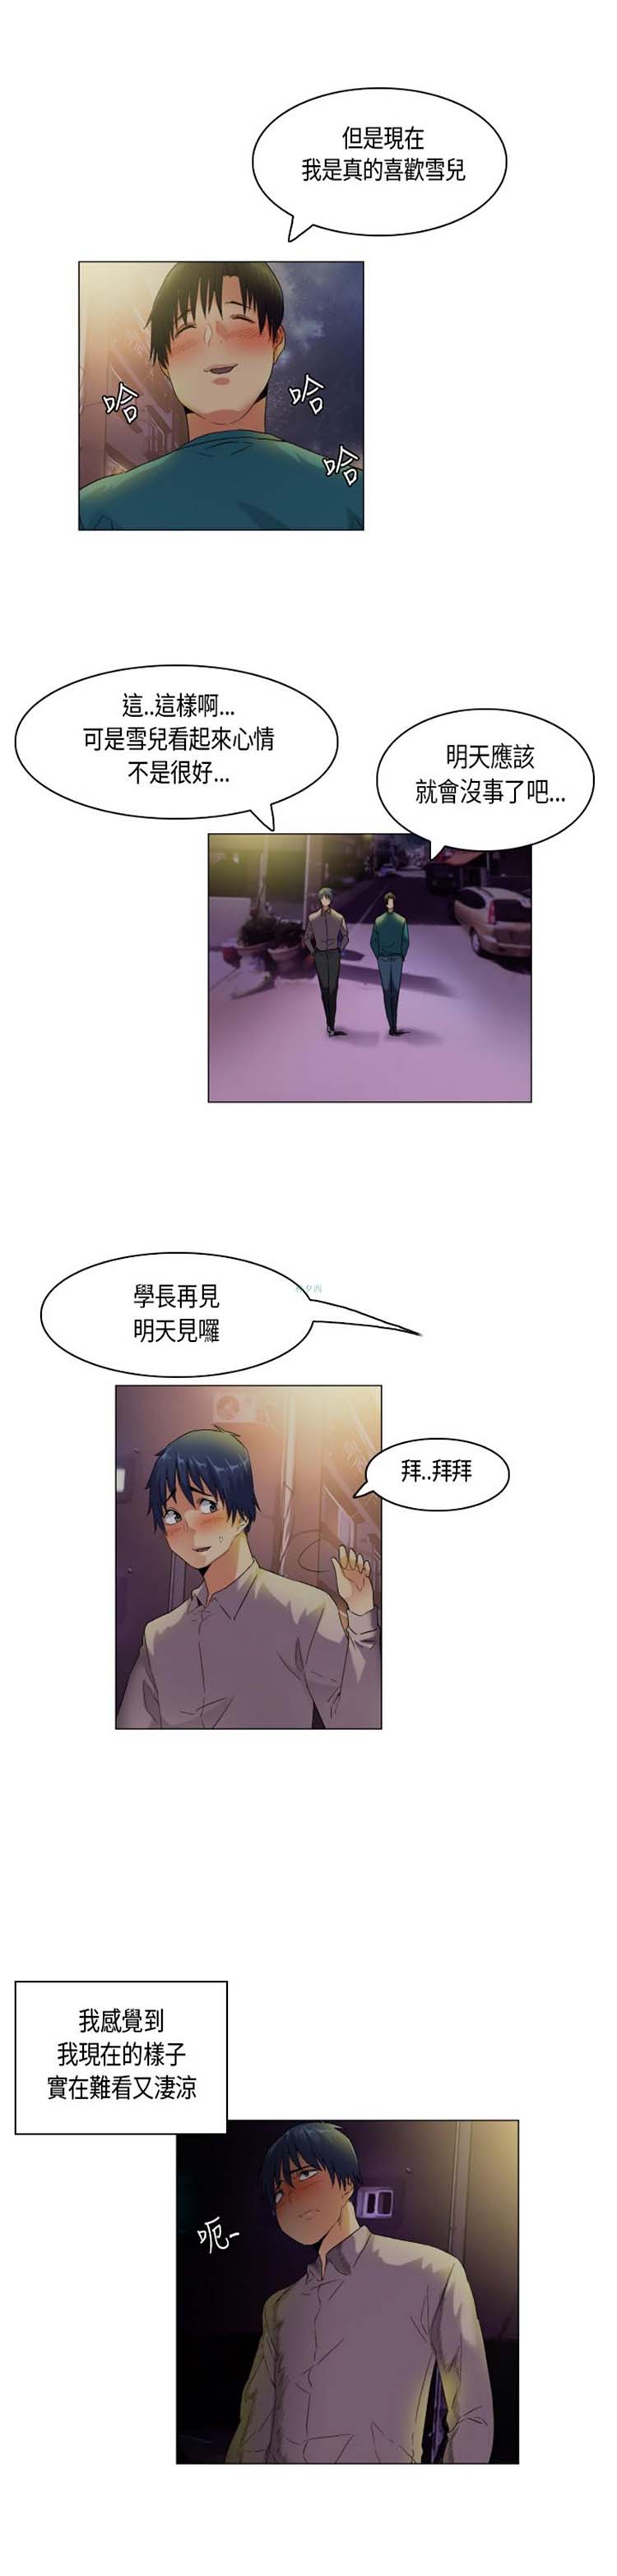 但是現在
我是真的喜歡雪兒
哈
哈
哈
這..這樣啊...
可是雪兒看起來心情
不是很好...
明天應該
就會沒事了吧...
學長再見
明天見囉
拜..拜拜
我感覺到
我現在的樣子
實在難看又淒涼
呃-